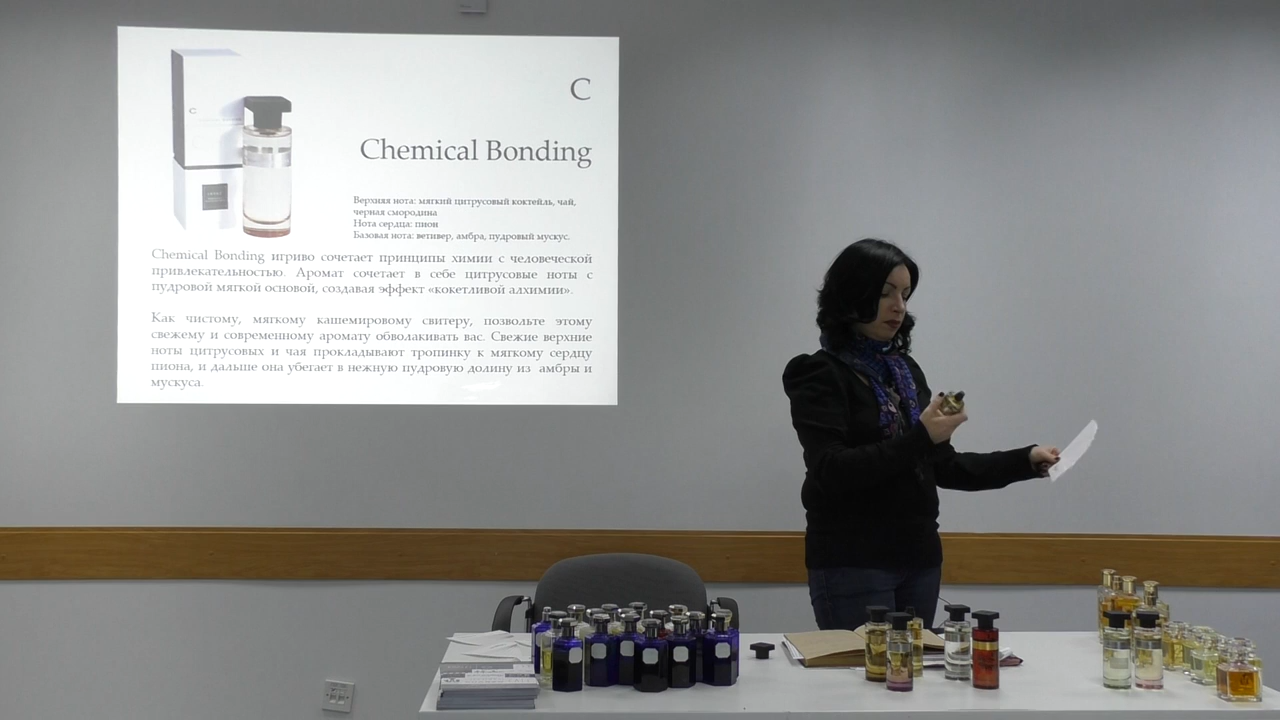 C
Chemical Bonding
Верхняя нота: мягкий цитрусовый коктейль, чай,
черная смородина
Нота сердца: пион
Базовая нота: ветивер, амбра, пудровый мускус.
Chemical Bonding игриво сочетает принципы химии с человеческой
привлекательностью. Аромат сочетает в себе цитрусовые ноты с
пудровой мягкой основой, создавая эффект «кокетливой алхимии».
Как чистому, мягкому кашемировому свитеру, позвольте этому
свежему и современному аромату обволакивать вас. Свежие верхние
ноты цитрусовых и чая прокладывают тропинку к мягкому сердцу
пиона, и дальше она убегает в нежную пудровую долину из амбры и
мускуса.
C